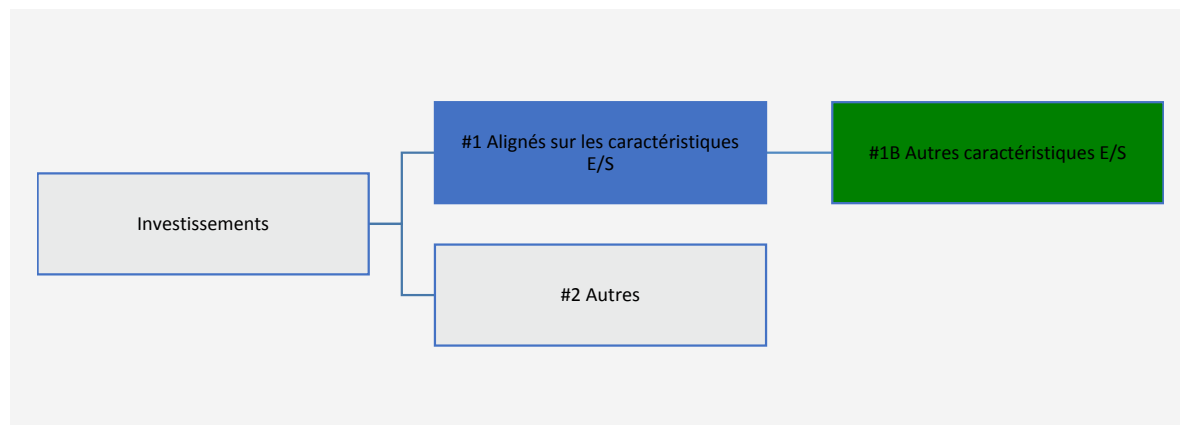 #1 Alignés sur les caractéristiques
E/S
#1B Autres caractéristiques E/S
Investissements
#2 Autres